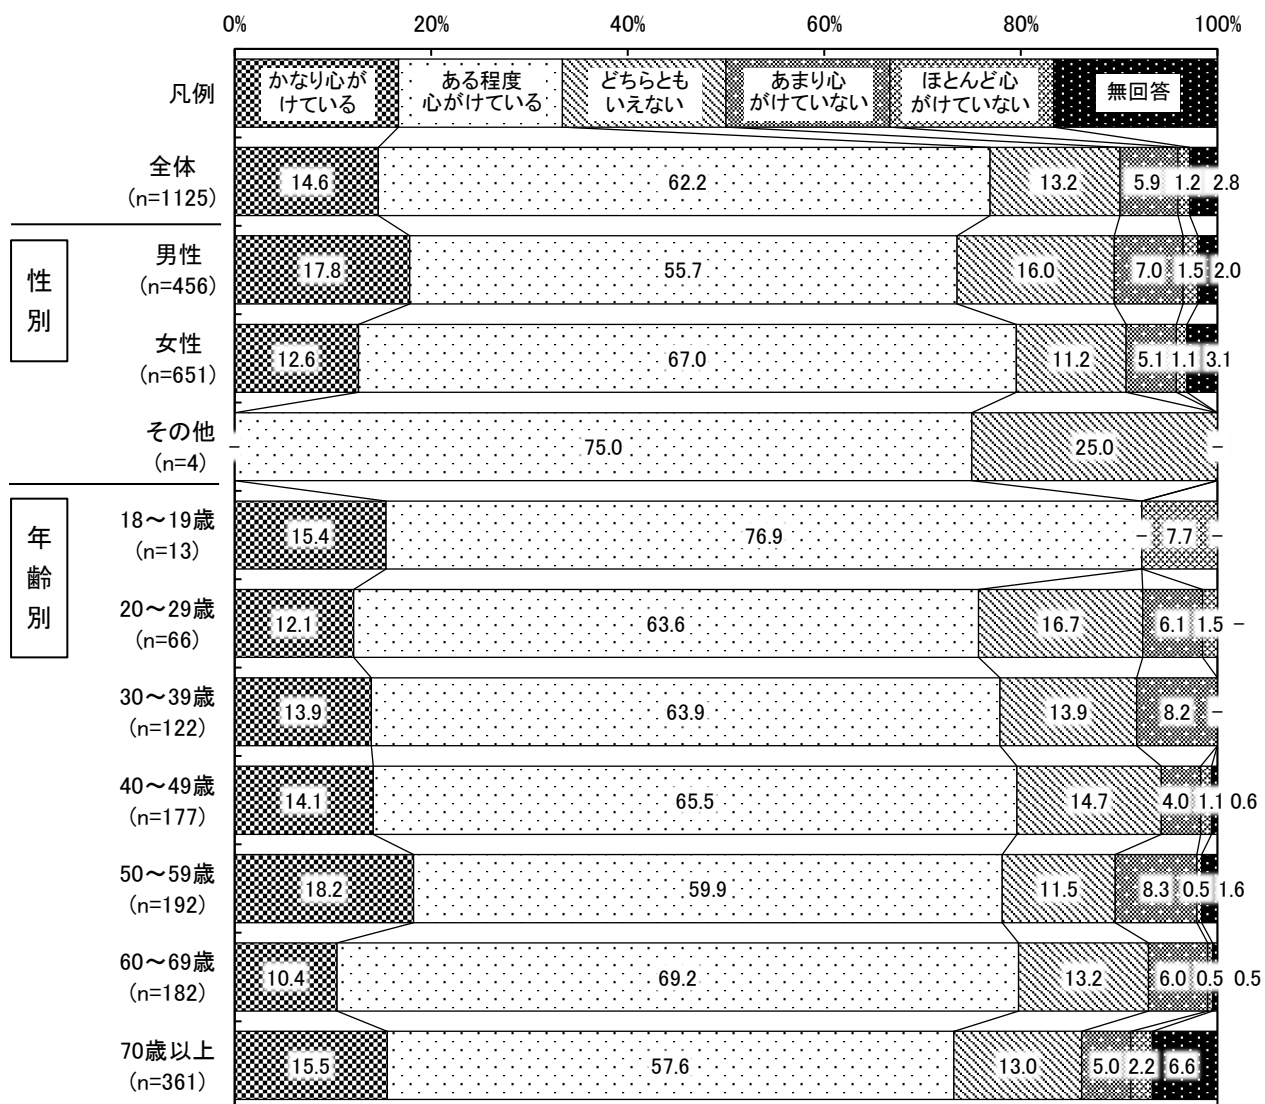 0%
20%
40%
60%
80%
100%
凡例
かなり心が
けている
ある程度
心がけている
どちらとも
いえない
あまり心
がけていない
ほとんど心
がけていない
無回答
全体
(n=1125)
14.6
62.2
13.2
5.9
1.2
2.8
性
別
男性
(n=456)
17.8
55.7
16.0
7.0
1.5
2.0
女性
(n=651)
12.6
67.0
11.2
5.1
1.1
3.1
その他
(n=4)
–
75.0
25.0
–
年
齢
別
18～19歳
(n=13)
15.4
76.9
–
7.7
–
20～29歳
(n=66)
12.1
63.6
16.7
6.1
1.5
–
30～39歳
(n=122)
13.9
63.9
13.9
8.2
–
40～49歳
(n=177)
14.1
65.5
14.7
4.0
1.1
0.6
50～59歳
(n=192)
18.2
59.9
11.5
8.3
0.5
1.6
60～69歳
(n=182)
10.4
69.2
13.2
6.0
0.5
0.5
70歳以上
(n=361)
15.5
57.6
13.0
5.0
2.2
6.6